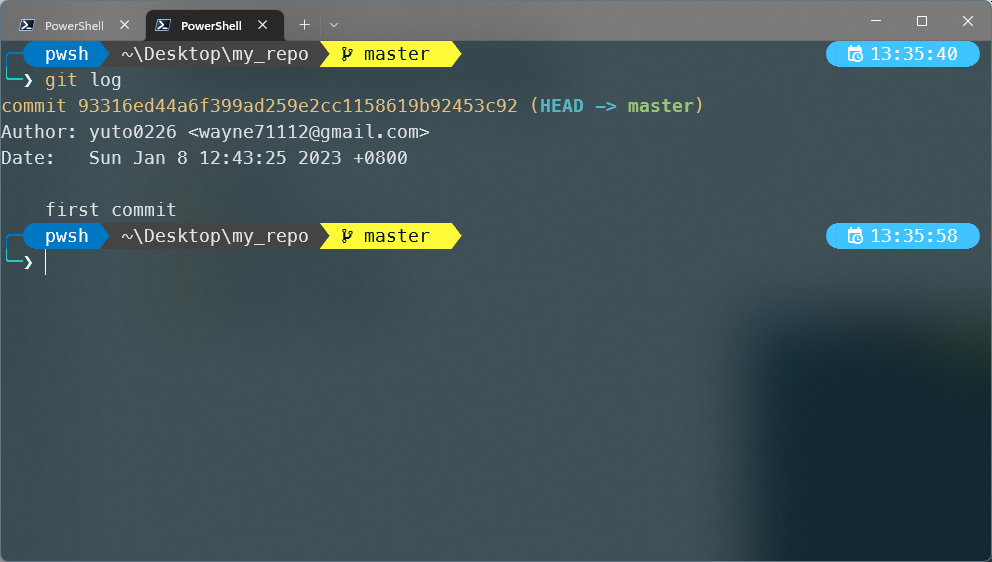 PowerShell PowerShell
pwsh ~\Desktop\my_repo master 13:35:40
❯ git log
commit 93316ed44a6f399ad259e2cc1158619b92453c92 (HEAD -> master)
Author: yuto0226 <wayne71112@gmail.com>
Date:   Sun Jan 8 12:43:25 2023 +0800
first commit
pwsh ~\Desktop\my_repo master 13:35:58
❯